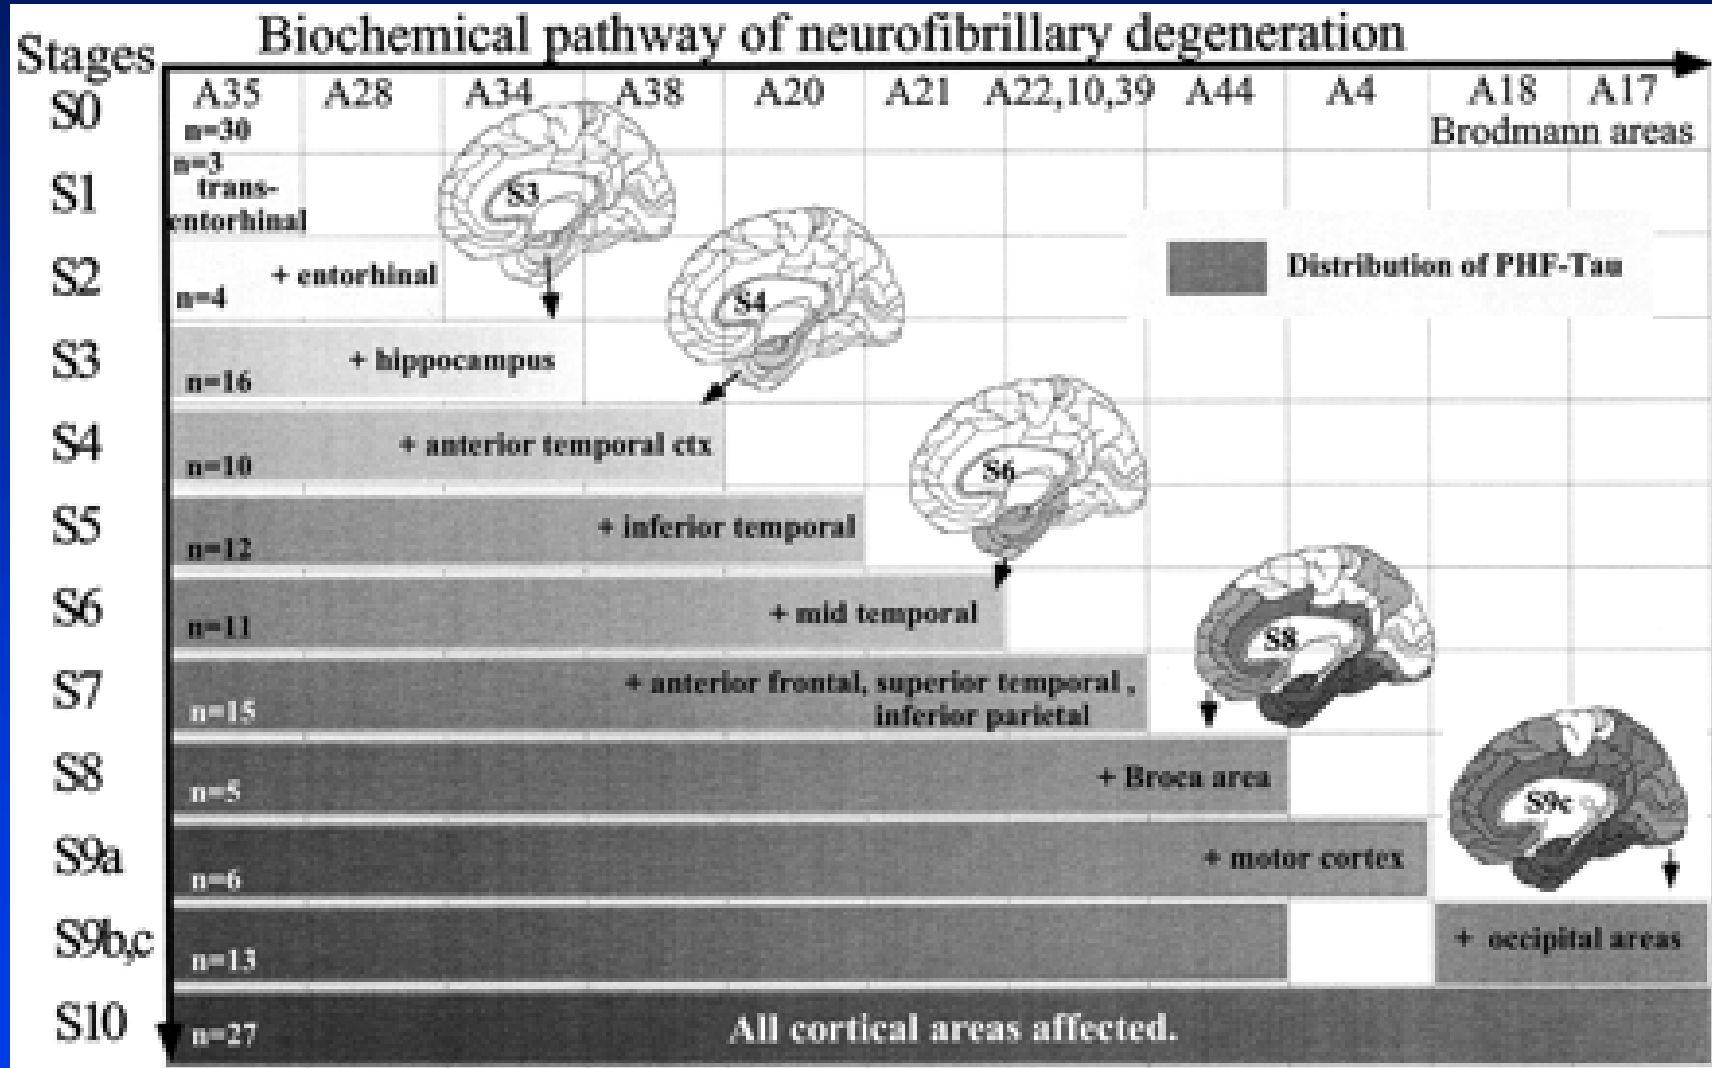 Biochemical pathway of neurofibrillary degeneration
Stages
A35 A28 A34 A38 A20 A21 A22,10,39 A44 A4 A18 A17
Brodmann areas
S0
n=30
S1
n=3
trans-
entorhinal
S2
n=4
+ entorhinal
S3
n=16
+ hippocampus
S4
n=10
+ anterior temporal ctx
S5
n=12
+ inferior temporal
S6
n=11
+ mid temporal
S7
n=15
+ anterior frontal, superior temporal ,
inferior parietal
S8
n=5
+ Broca area
S9a
n=6
+ motor cortex
S9b,c
n=13
+ occipital areas
S10
n=27
All cortical areas affected.
Distribution of PHF-Tau
S3
S4
S6
S8
S9c